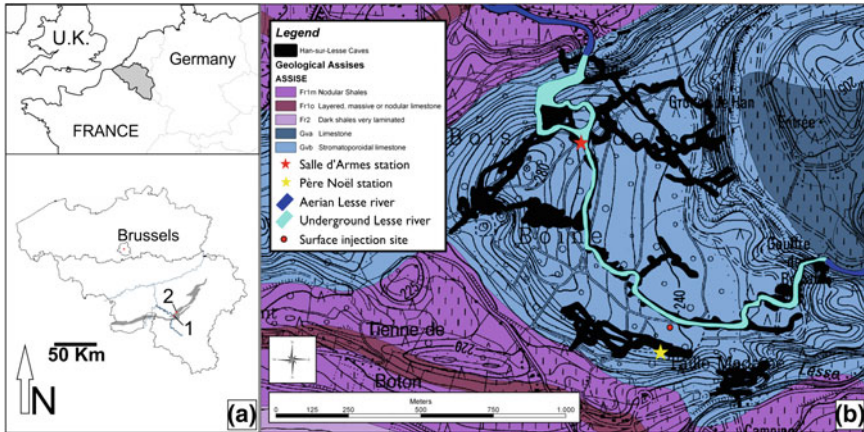 U.K.
Germany
FRANCE
Brussels
2
1
50 Km
N
(a)
Legend
Han-sur-Lesse Caves
Geological Assises
ASSISE
Fr1m Nodular Shales
Fr1o Layered, massive or nodular limestone
Fr2 Dark shales very laminated
Gva Limestone
Gvb Stromatoporoidal limestone
Salle d'Armes station
Père Noël station
Aerian Lesse river
Underground Lesse river
Surface injection site
de Han
Entrée
Bois
Boine
Gouffre
de
240
225
220
Tienne de
Boton
Lesse
Meters
0 125 250 500 750 1.000
(b)